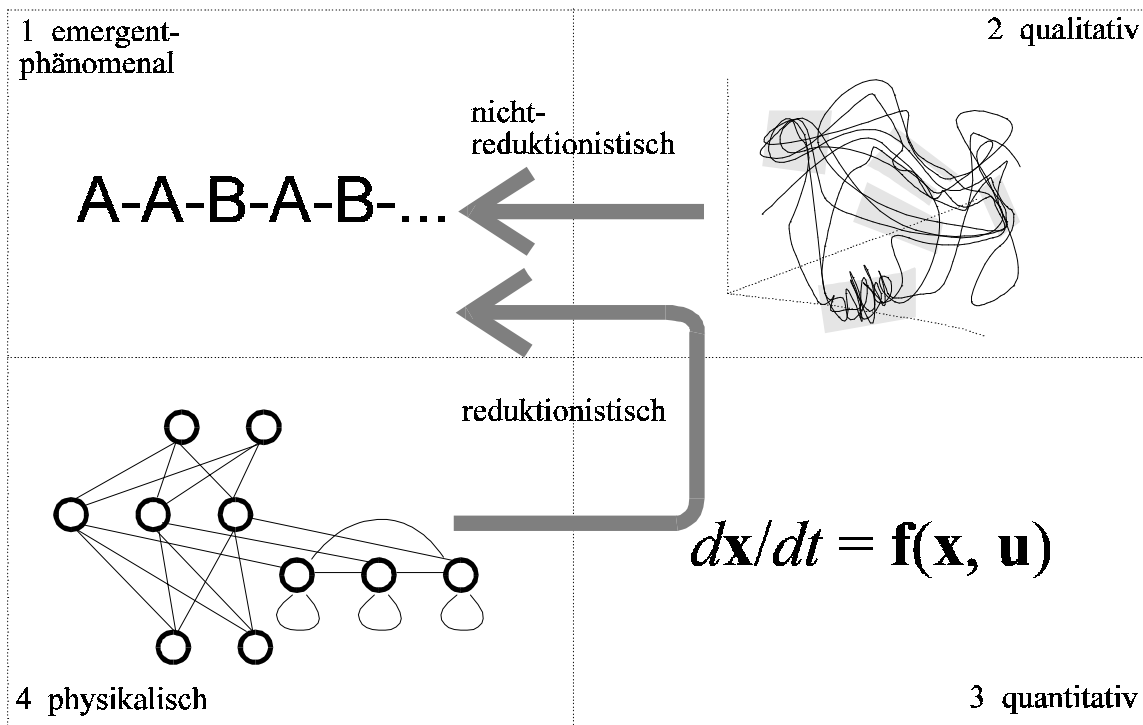 1 emergent-
phänomenal
2 qualitativ
nicht-
reduktionistisch
A-A-B-A-B-...
reduktionistisch
dx/dt = f(x, u)
4 physikalisch
3 quantitativ